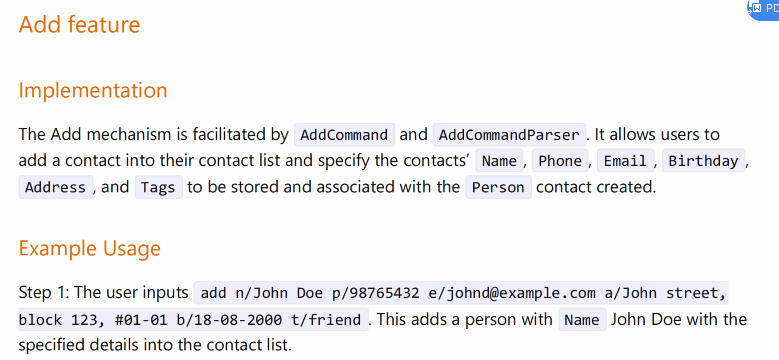 PD
Add feature
Implementation
The Add mechanism is facilitated by AddCommand and AddCommandParser. It allows users to
add a contact into their contact list and specify the contacts’ Name, Phone, Email, Birthday,
Address, and Tags to be stored and associated with the Person contact created.
Example Usage
Step 1: The user inputs add n/John Doe p/98765432 e/johnd@example.com a/John street,
block 123, #01-01 b/18-08-2000 t/friend. This adds a person with Name John Doe with the
specified details into the contact list.